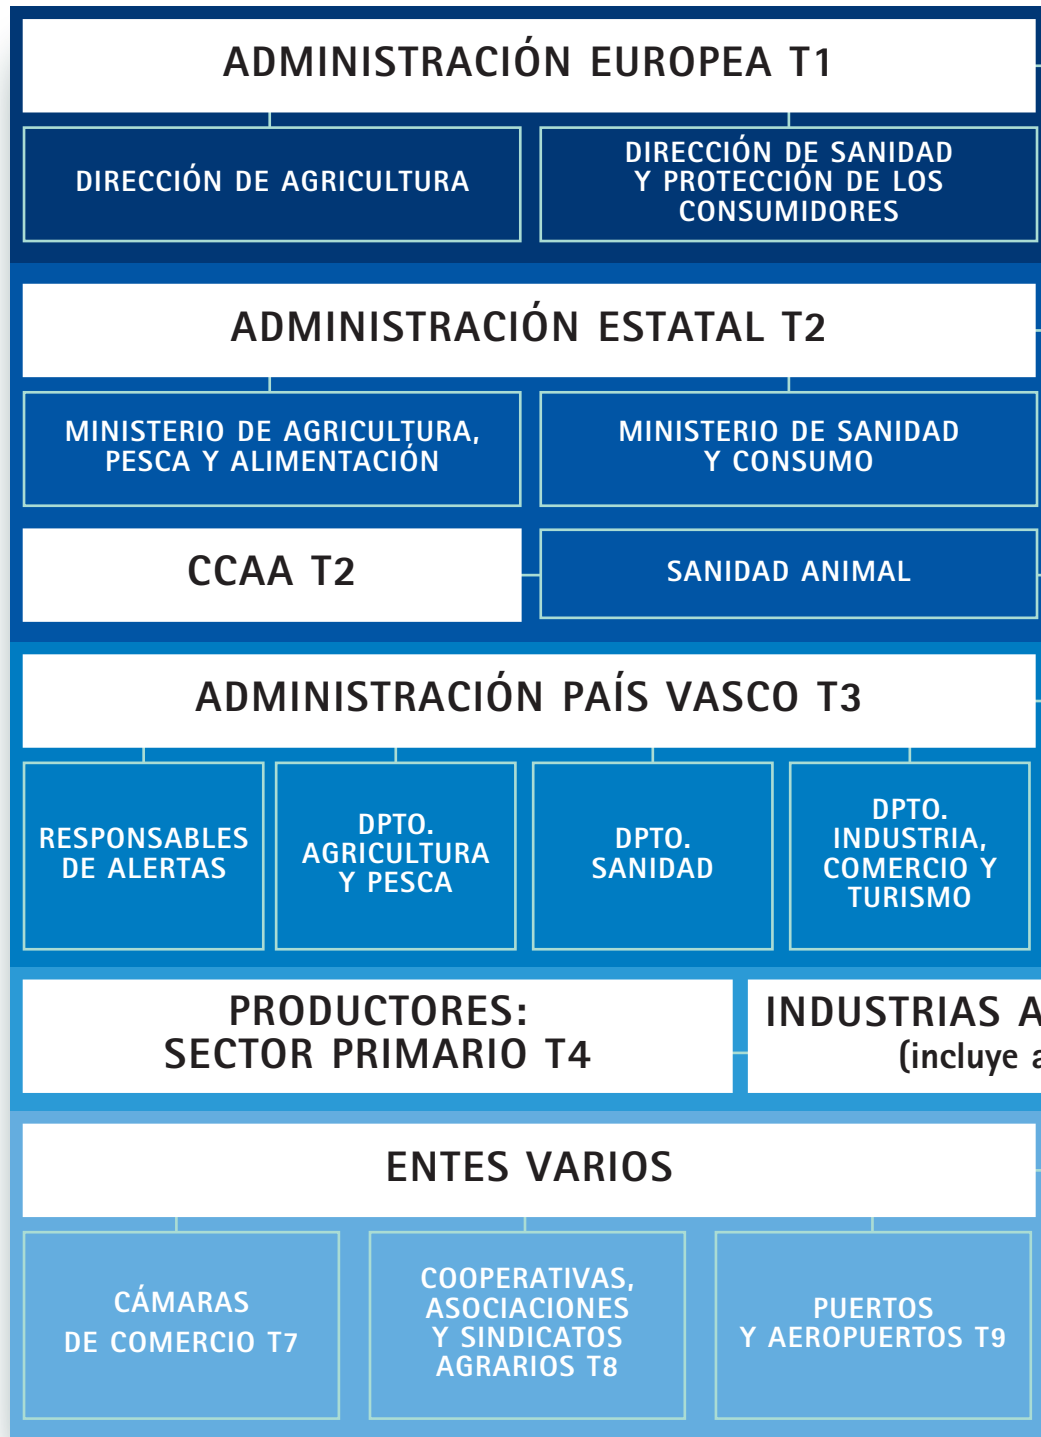 ADMINISTRACIÓN EUROPEA T1
DIRECCIÓN DE AGRICULTURA
DIRECCIÓN DE SANIDAD
Y PROTECCIÓN DE LOS
CONSUMIDORES
ADMINISTRACIÓN ESTATAL T2
MINISTERIO DE AGRICULTURA,
PESCA Y ALIMENTACIÓN
MINISTERIO DE SANIDAD
Y CONSUMO
CCAA T2
SANIDAD ANIMAL
ADMINISTRACIÓN PAÍS VASCO T3
RESPONSABLES
DE ALERTAS
DPTO.
AGRICULTURA
Y PESCA
DPTO.
SANIDAD
DPTO.
INDUSTRIA,
COMERCIO Y
TURISMO
PRODUCTORES:
SECTOR PRIMARIO T4
INDUSTRIAS
(incluye
ENTES VARIOS
CÁMARAS
DE COMERCIO T7
COOPERATIVAS,
ASOCIACIONES
Y SINDICATOS
AGRARIOS T8
PUERTOS
Y AEROPUERTOS T9